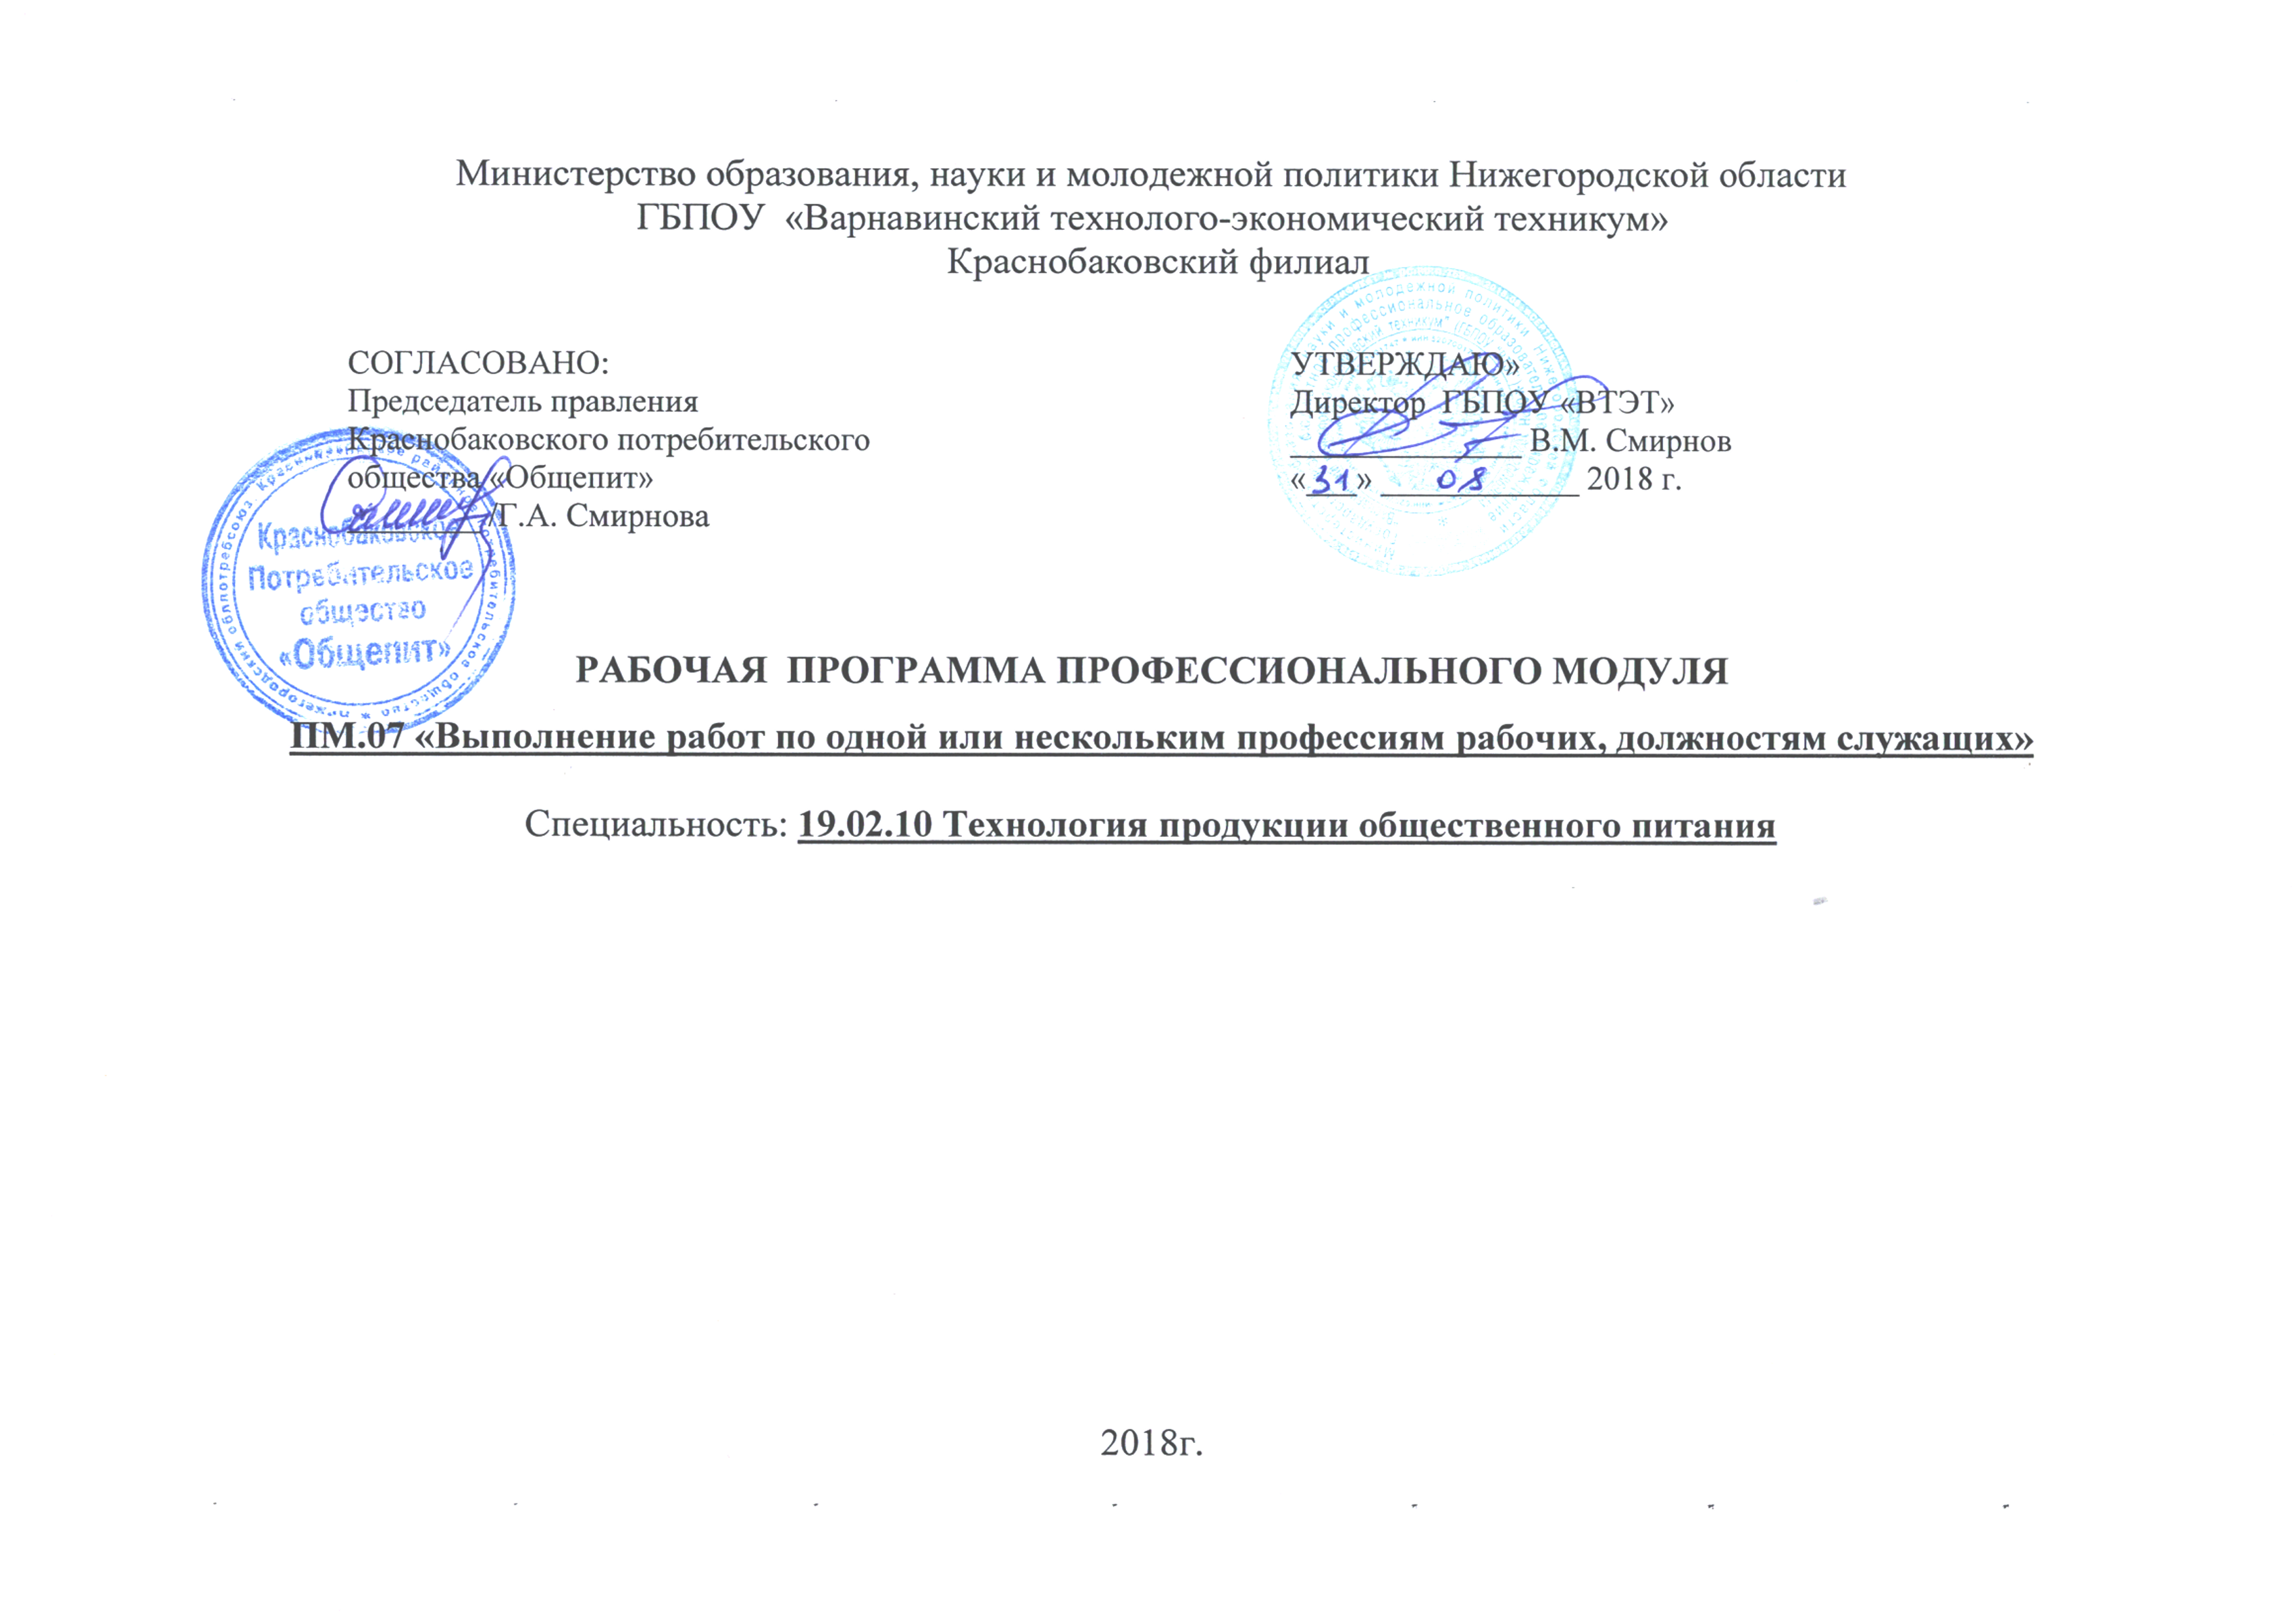 Министерство образования, науки и молодежной политики Нижегородской области
ГБПОУ «Варнавинский технолого-экономический техникум»
Краснобаковский филиал
СОГЛАСОВАНО:
Председатель правления
Краснобаковского потребительского
общества «Общепит»
/Г.А. Смирнова
УТВЕРЖДАЮ»
Директор ГБПОУ «ВТЭТ»
______________ В.М. Смирнов
«31» 08 2018 г.
Краснобаковское
Потребительское
общество
«Общепит»
РАБОЧАЯ ПРОГРАММА ПРОФЕССИОНАЛЬНОГО МОДУЛЯ
ПМ.07 «Выполнение работ по одной или нескольким профессиям рабочих, должностям служащих»
Специальность: 19.02.10 Технология продукции общественного питания
2018г.